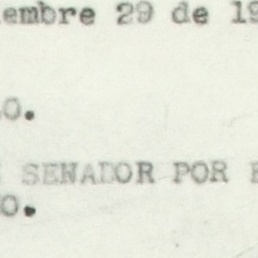 embre 29 de 19
O.
SENADOR POR
O.